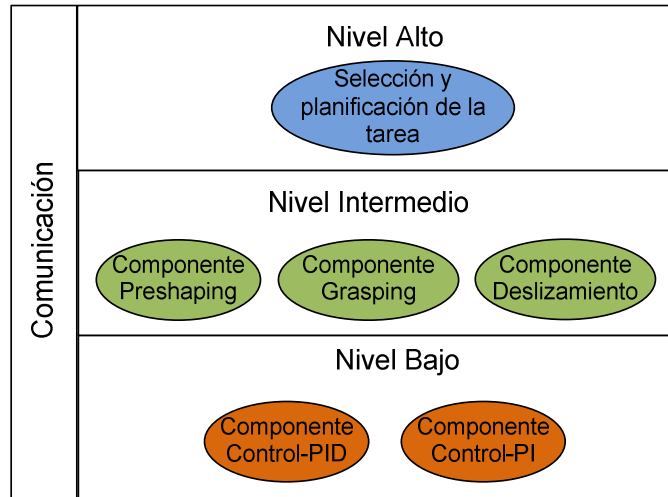 Comunicación
Nivel Alto
Selección y
planificación de la
tarea
Nivel Intermedio
Componente
Preshaping
Componente
Grasping
Componente
Deslizamiento
Nivel Bajo
Componente
Control-PID
Componente
Control-PI